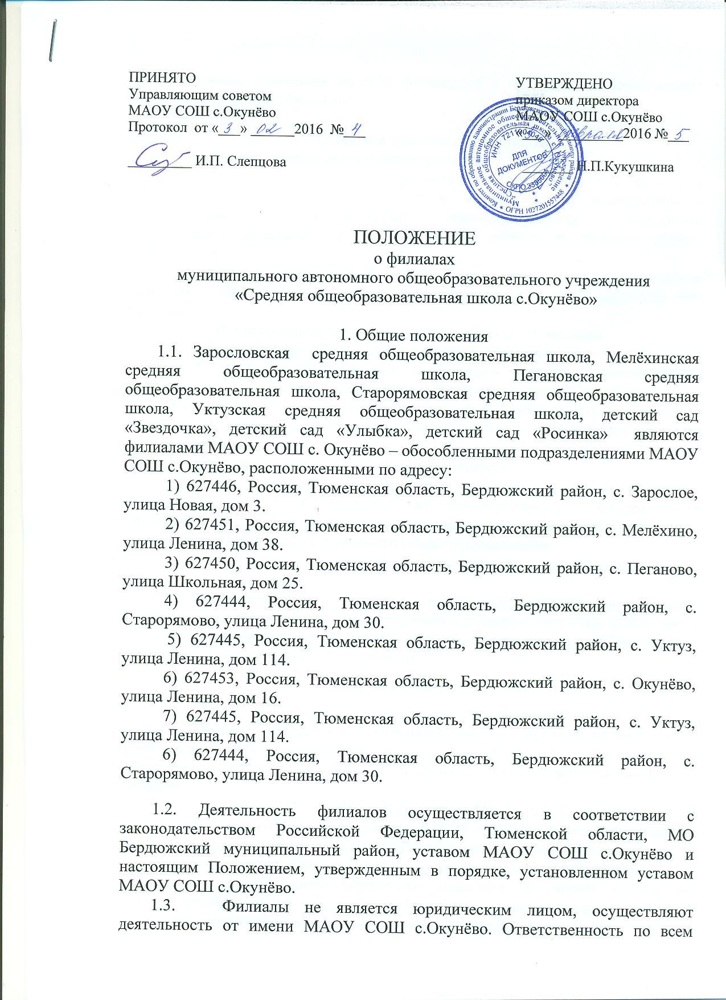 ПРИНЯТО
Управляющим советом
МАОУ СОШ с.Окунёво
Протокол от «3» 02 2016 № 4
И.П. Слепцова
УТВЕРЖДЕНО
приказом директора
МАОУ СОШ с.Окунёво
«3» февраля 2016 № 5
Н.П.Кукушкина
ИНН 7211004046
ДЛЯ
ДОКУМЕНТОВ
ОГРН 1027201557448
ПОЛОЖЕНИЕ
о филиалах
муниципального автономного общеобразовательного учреждения
«Средняя общеобразовательная школа с.Окунёво»
1. Общие положения
1.1. Зарословская средняя общеобразовательная школа, Мелёхинская
средняя общеобразовательная школа, Пегановская средняя
общеобразовательная школа, Старорямовская средняя общеобразовательная
школа, Уктузская средняя общеобразовательная школа, детский сад
«Звездочка», детский сад «Улыбка», детский сад «Росинка» являются
филиалами МАОУ СОШ с. Окунёво – обособленными подразделениями МАОУ
СОШ с.Окунёво, расположенными по адресу:
1) 627446, Россия, Тюменская область, Бердюжский район, с. Зарослое,
улица Новая, дом 3.
2) 627451, Россия, Тюменская область, Бердюжский район, с. Мелёхино,
улица Ленина, дом 38.
3) 627450, Россия, Тюменская область, Бердюжский район, с. Пеганово,
улица Школьная, дом 25.
4) 627444, Россия, Тюменская область, Бердюжский район, с.
Старорямово, улица Ленина, дом 30.
5) 627445, Россия, Тюменская область, Бердюжский район, с. Уктуз,
улица Ленина, дом 114.
6) 627453, Россия, Тюменская область, Бердюжский район, с. Окунёво,
улица Ленина, дом 16.
7) 627445, Россия, Тюменская область, Бердюжский район, с. Уктуз,
улица Ленина, дом 114.
6) 627444, Россия, Тюменская область, Бердюжский район, с.
Старорямово, улица Ленина, дом 30.
1.2. Деятельность филиалов осуществляется в соответствии с
законодательством Российской Федерации, Тюменской области, МО
Бердюжский муниципальный район, уставом МАОУ СОШ с.Окунёво и
настоящим Положением, утвержденным в порядке, установленном уставом
МАОУ СОШ с.Окунёво.
1.3. Филиалы не является юридическим лицом, осуществляют
деятельность от имени МАОУ СОШ с.Окунёво. Ответственность по всем